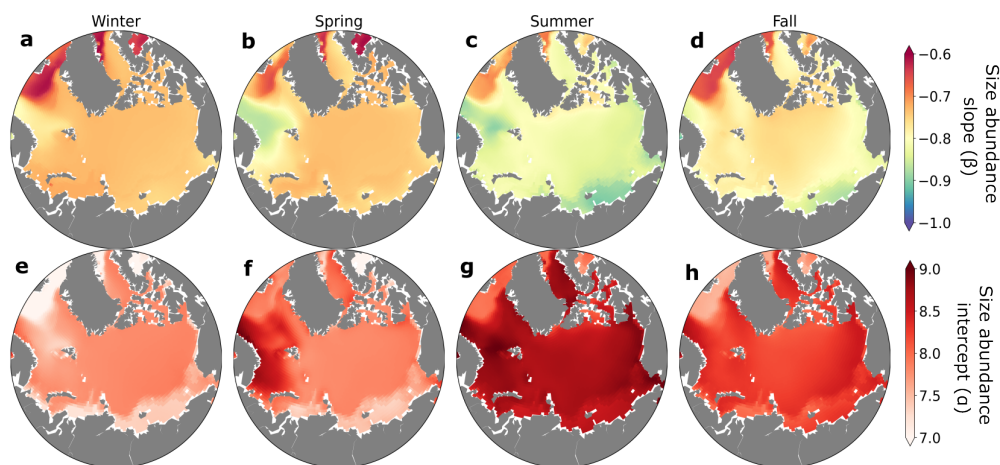 Winter
Spring
Summer
Fall
a
b
c
d
−0.6
−0.7
−0.8
−0.9
−1.0
Size abundance
slope (β)
e
f
g
h
9.0
8.5
8.0
7.5
7.0
Size abundance
intercept (α)